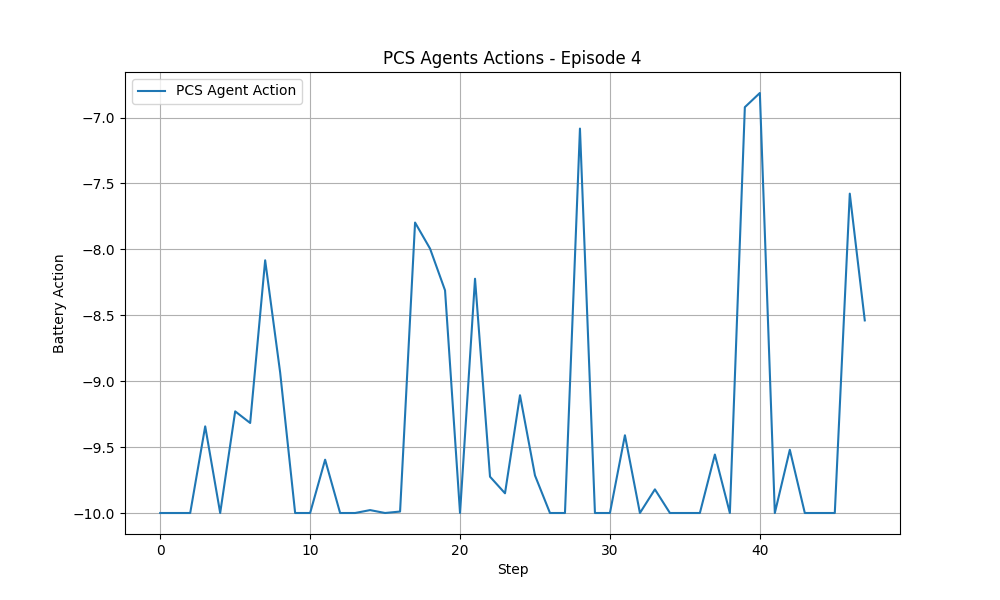 PCS Agents Actions - Episode 4
PCS Agent Action
Battery Action
−7.0
−7.5
−8.0
−8.5
−9.0
−9.5
−10.0
0 10 20 30 40
Step